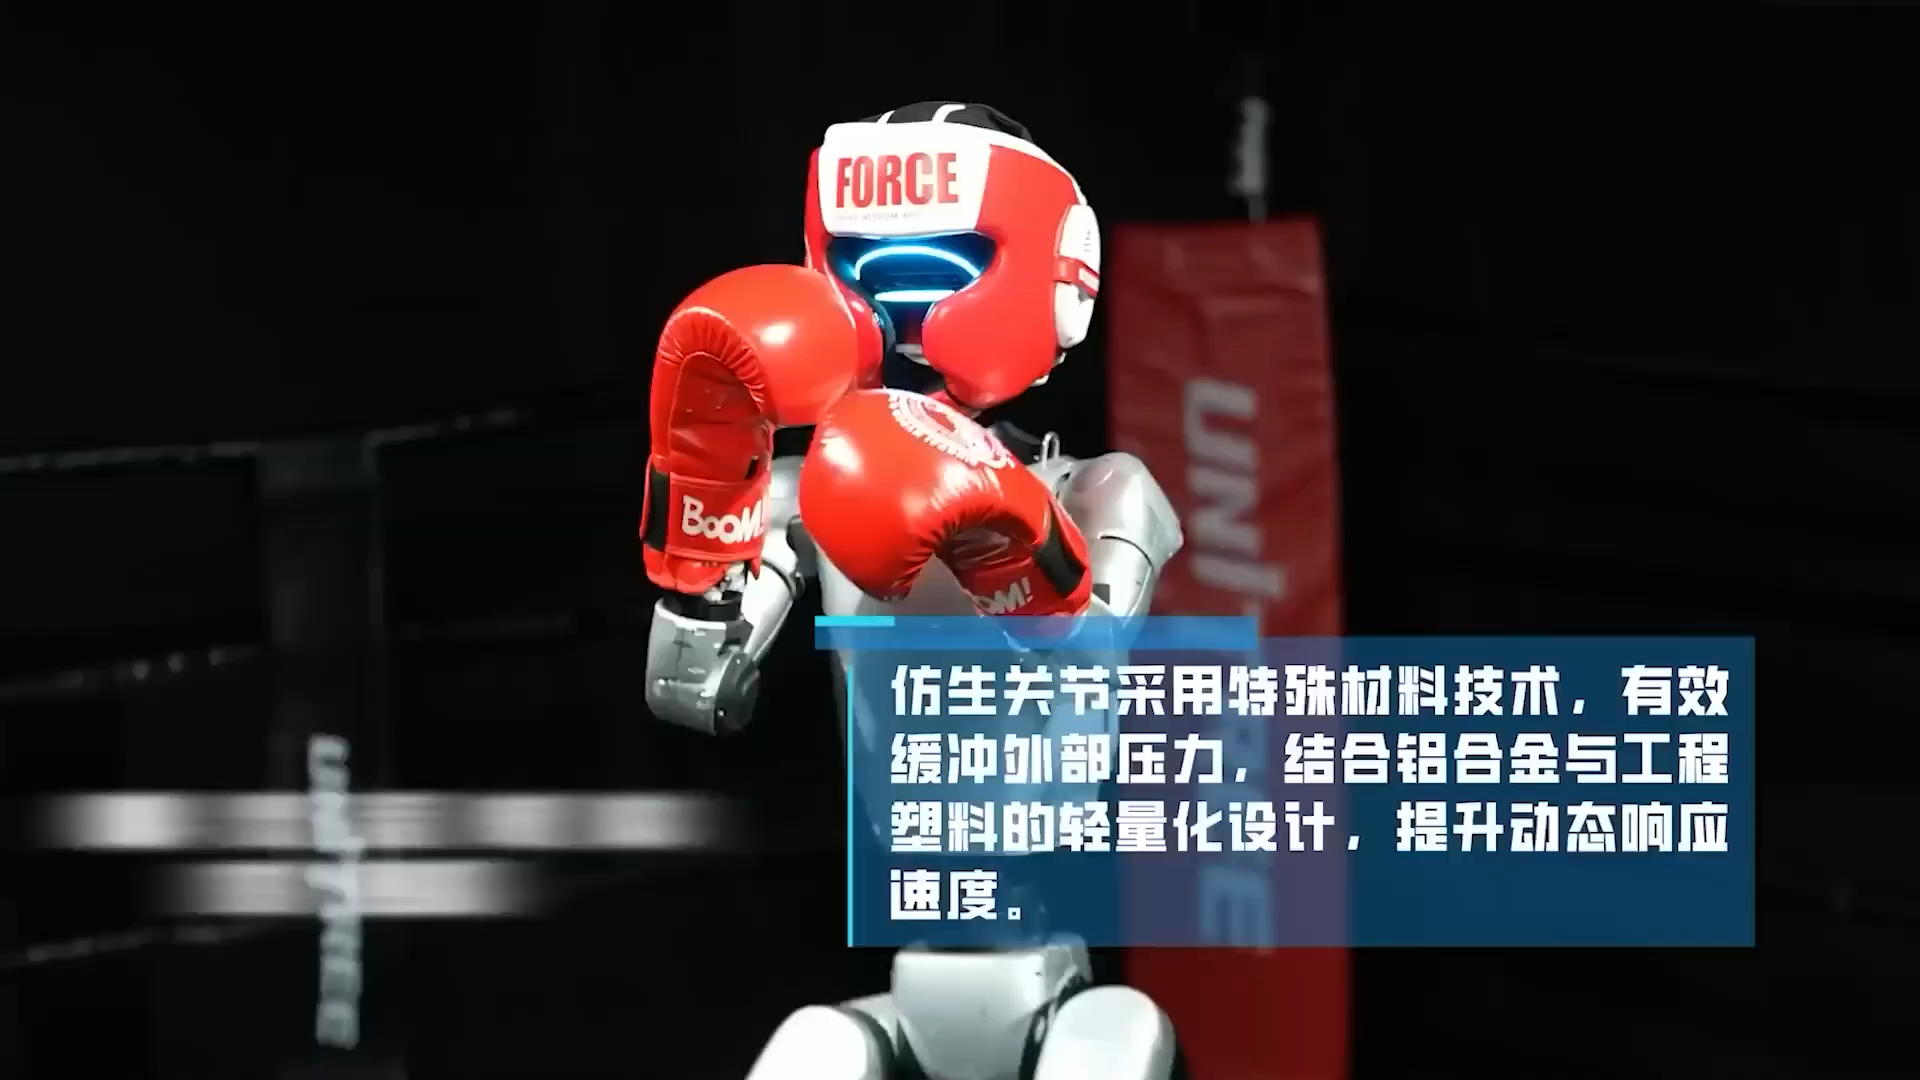 FORCE
BOOM!
OM!
UNI
仿生关节采用特殊材料技术，有效
缓冲外部压力，结合铝合金与工程
塑料的轻量化设计，提升动态响应
速度。